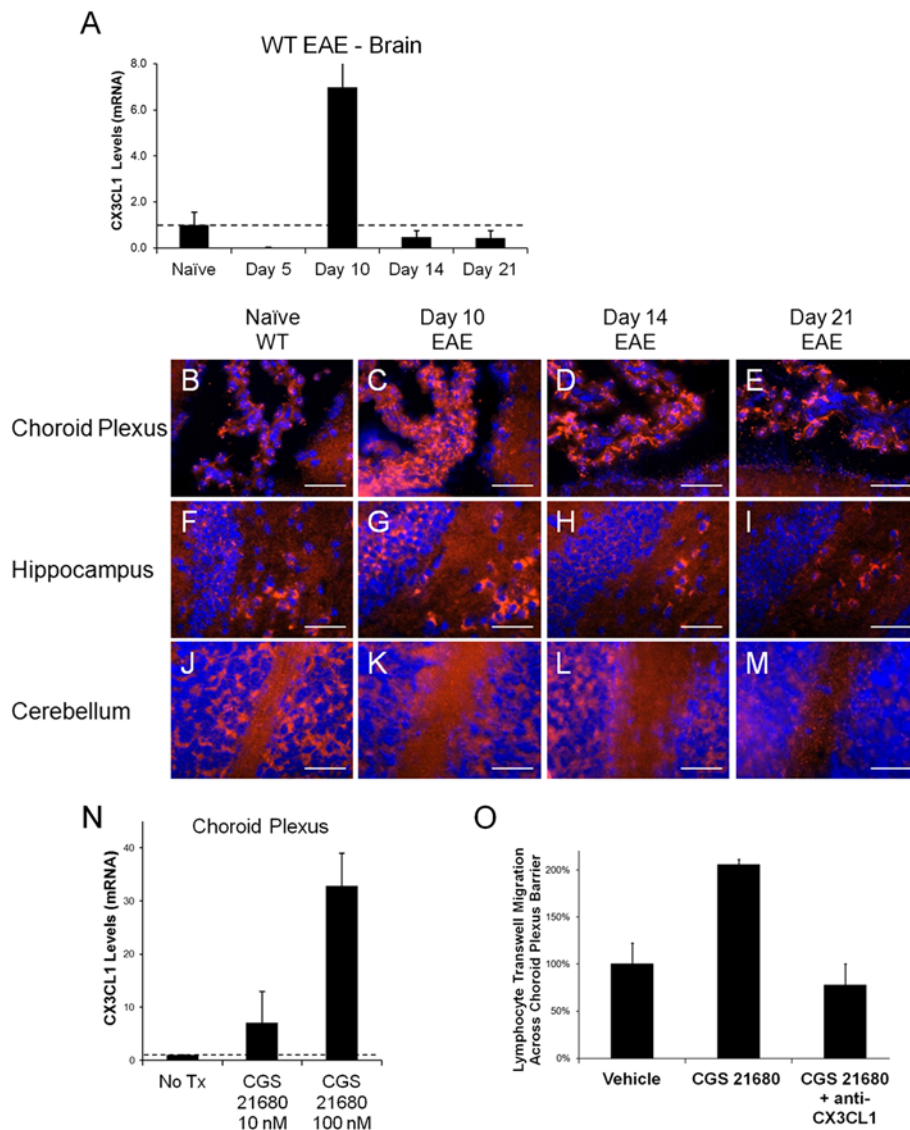 A
WT EAE - Brain
CX3CL1 Levels (mRNA)
8.0
6.0
4.0
2.0
0.0
Naïve Day 5 Day 10 Day 14 Day 21
Naïve WT
Day 10 EAE
Day 14 EAE
Day 21 EAE
Choroid Plexus
B C D E
Hippocampus
F G H I
Cerebellum
J K L M
N
Choroid Plexus
CX3CL1 Levels (mRNA)
40
30
20
10
0
No Tx
CGS
21680
10 nM
CGS
21680
100 nM
O
Lymphocyte Transwell Migration
Across Choroid Plexus Barrier
200%
150%
100%
50%
0%
Vehicle
CGS 21680
CGS 21680
+ anti-
CX3CL1